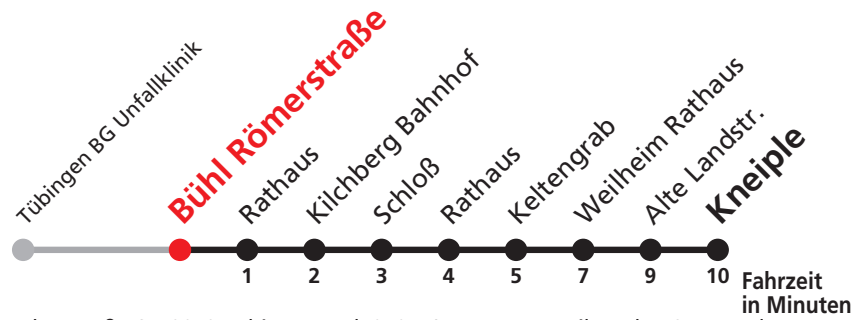 Tübingen BG Unfallklinik
Bühl Römerstraße
Rathaus
Kilchberg Bahnhof
Schloß
Rathaus
Keltengrab
Weilheim Rathaus
Alte Landstr.
Kneiple
1 2 3 4 5 7 9 10
Fahrzeit
in Minuten